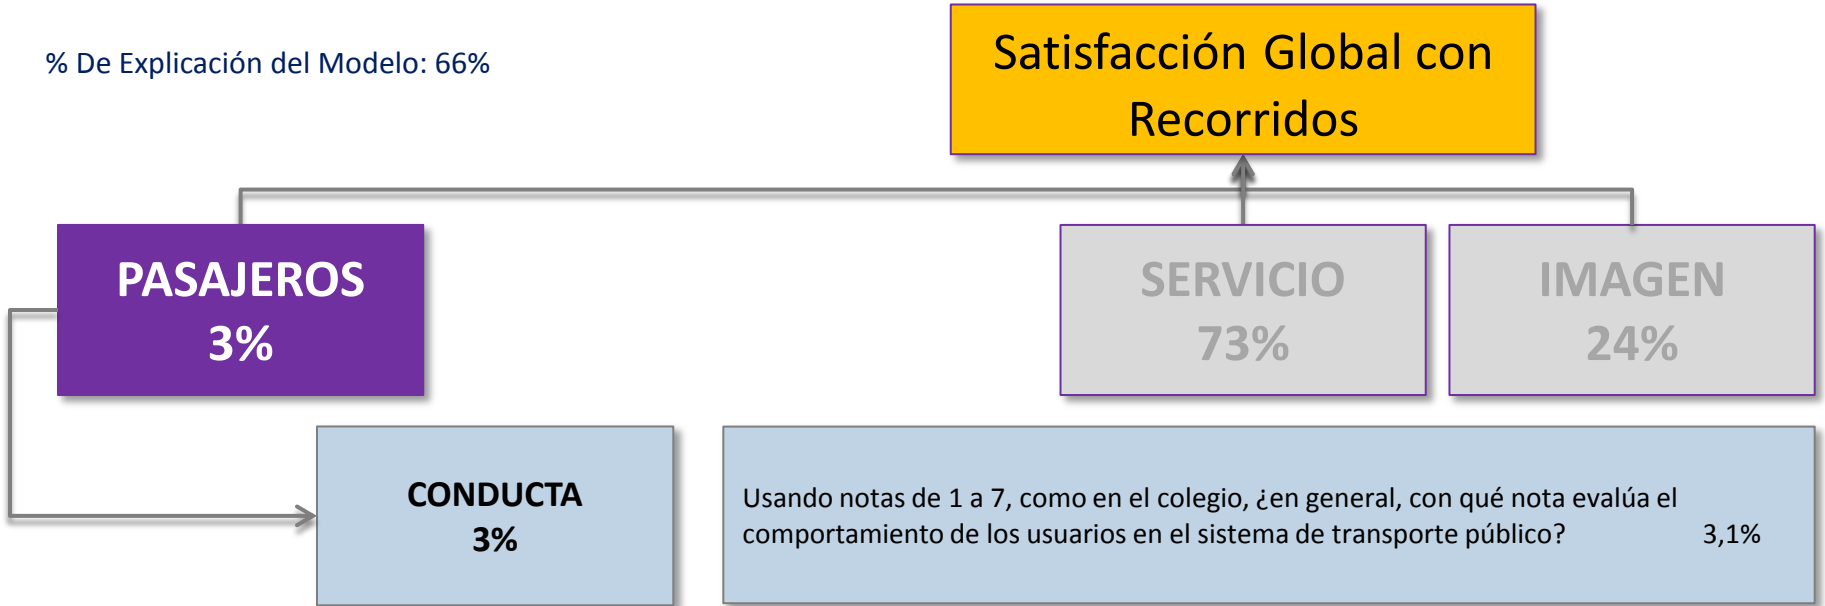 % De Explicación del Modelo: 66%
Satisfacción Global con
Recorridos
PASAJEROS
3%
SERVICIO
73%
IMAGEN
24%
CONDUCTA
3%
Usando notas de 1 a 7, como en el colegio, ¿en general, con qué nota evalúa el
comportamiento de los usuarios en el sistema de transporte público? 3,1%